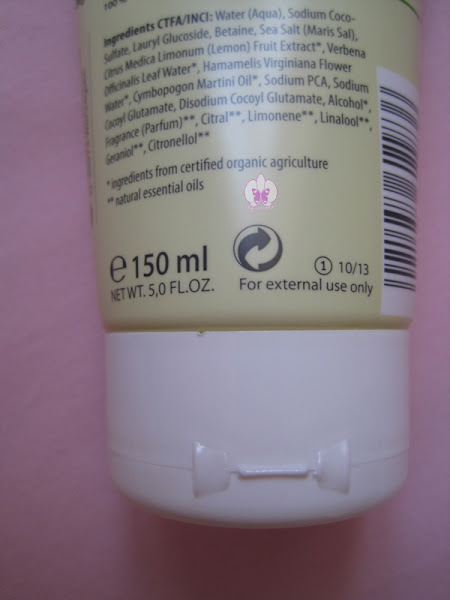 100%
Ingredients CTFA/INCI: Water (Aqua), Sodium Coco-
Sulfate, Lauryl Glucoside, Betaine, Sea Salt (Maris Sal),
Citrus Medica Limonum (Lemon) Fruit Extract*, Verbena
Officinalis Leaf Water*, Hamamelis Virginiana Flower
Water*, Cymbopogon Martini Oil*, Sodium PCA, Sodium
Cocoyl Glutamate, Disodium Cocoyl Glutamate, Alcohol*,
Fragrance (Parfum)**, Citral**, Limonene**, Linalool**,
Geraniol**, Citronellol**
*ingredients from certified organic agriculture
** natural essential oils
e 150 ml
NET WT. 5,0 FL.OZ.
1 10/13
For external use only